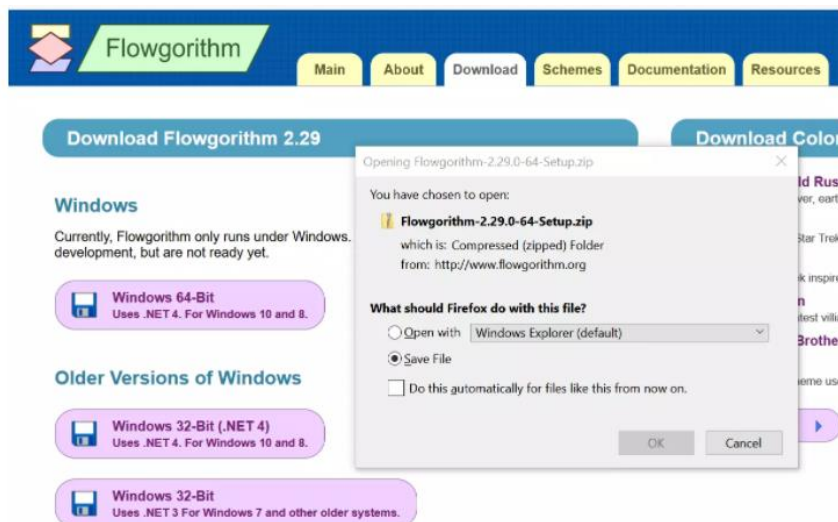 Flowgorithm
Main
About
Download
Schemes
Documentation
Resources
Download Flowgorithm 2.29
Download Color
Windows
Currently, Flowgorithm only runs under Windows.
development, but are not ready yet.
Windows 64-Bit
Uses .NET 4. For Windows 10 and 8.
Older Versions of Windows
Windows 32-Bit (.NET 4)
Uses .NET 4. For Windows 10 and 8.
Windows 32-Bit
Uses .NET 3 For Windows 7 and other older systems.
Opening Flowgorithm-2.29.0-64-Setup.zip
You have chosen to open:
Flowgorithm-2.29.0-64-Setup.zip
which is: Compressed (zipped) Folder
from: http://www.flowgorithm.org
What should Firefox do with this file?
Open with Windows Explorer (default)
Save File
Do this automatically for files like this from now on.
OK
Cancel
Star Trek
Brothe